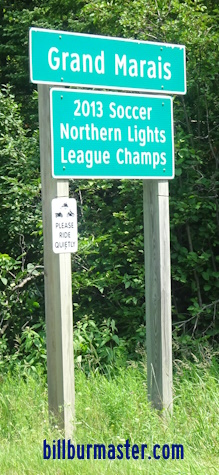 Grand Marais
2013 Soccer
Northern Lights
League Champs
PLEASE
RIDE
QUIETLY
billburmaster.com